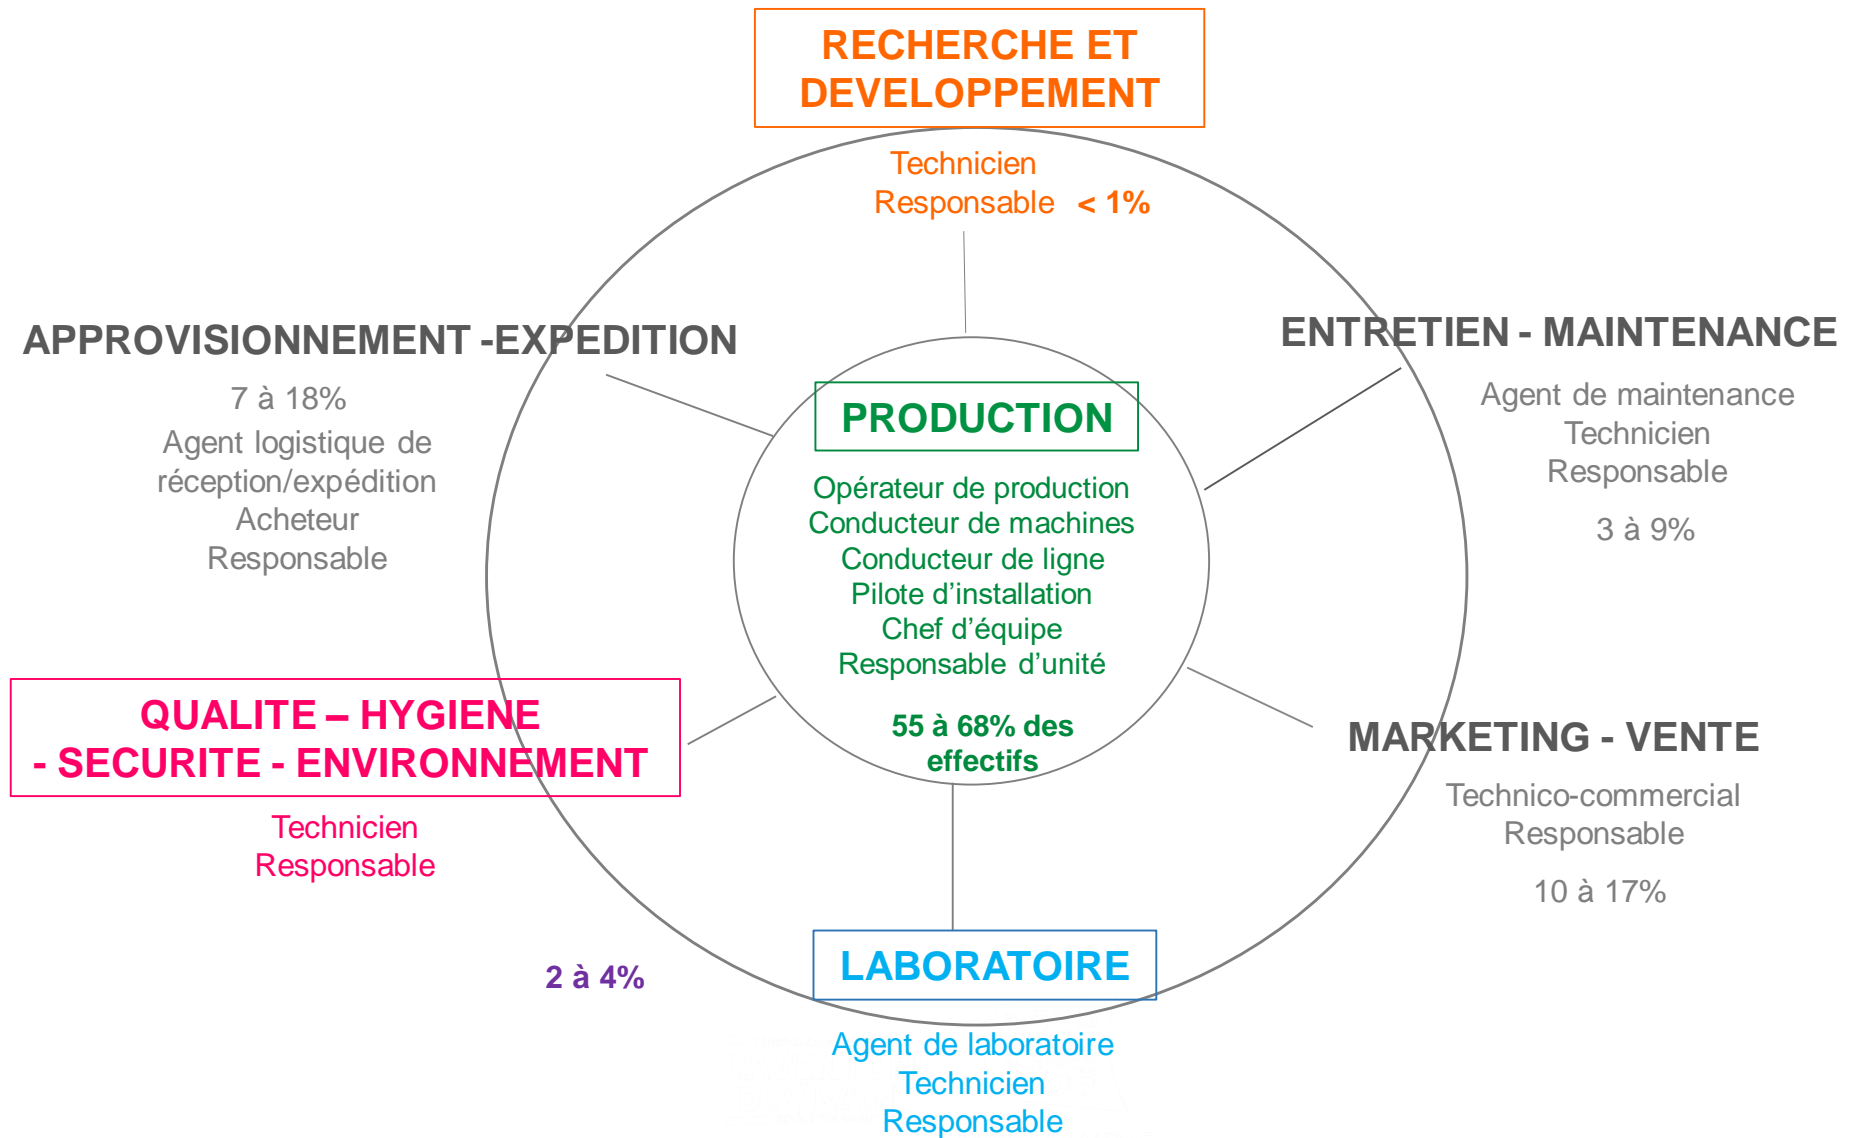 RECHERCHE ET
DEVELOPPEMENT
Technicien
Responsable < 1%
APPROVISIONNEMENT -EXPEDITION
7 à 18%
Agent logistique de
réception/expédition
Acheteur
Responsable
ENTRETIEN - MAINTENANCE
Agent de maintenance
Technicien
Responsable
3 à 9%
PRODUCTION
Opérateur de production
Conducteur de machines
Conducteur de ligne
Pilote d’installation
Chef d’équipe
Responsable d’unité
55 à 68% des
effectifs
QUALITE – HYGIENE
- SECURITE - ENVIRONNEMENT
Technicien
Responsable
2 à 4%
MARKETING - VENTE
Technico-commercial
Responsable
10 à 17%
LABORATOIRE
Agent de laboratoire
Technicien
Responsable